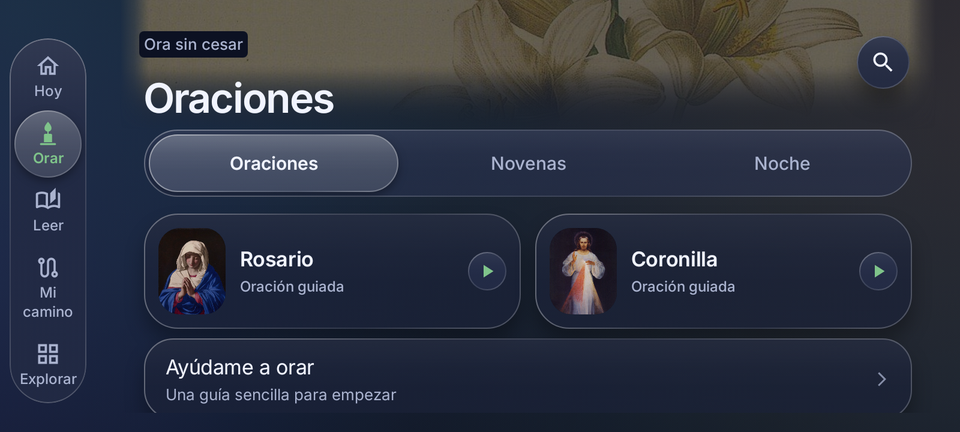 Hoy
Orar
Leer
Mi
camino
Explorar
Ora sin cesar
Oraciones
Oraciones
Novenas
Noche
Rosario
Oración guiada
Coronilla
Oración guiada
Ayúdame a orar
Una guía sencilla para empezar